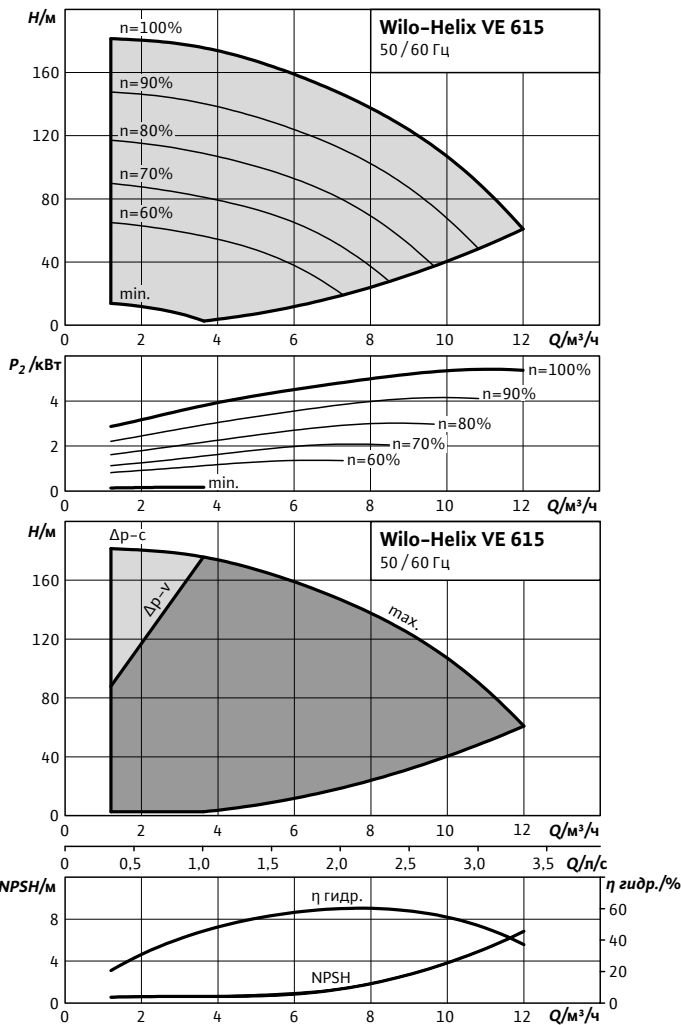 H/м
n=100%
Wilo-Helix VE 615
50 / 60 Гц
160
n=90%
120
n=80%
n=70%
80
n=60%
40
min.
0
0 2 4 6 8 10 12 Q/м³/ч
P₂ /кВт
n=100%
4
n=90%
n=80%
2
n=70%
n=60%
min.
0
0 2 4 6 8 10 12 Q/м³/ч
H/м
Δp-c
Wilo-Helix VE 615
50 / 60 Гц
160
Δp-v
max.
120
80
40
0
0 2 4 6 8 10 12 Q/м³/ч
0 0,5 1,0 1,5 2,0 2,5 3,0 3,5 Q/л/с
NPSH/м
η гидр./%
η гидр.
8
60
40
4
NPSH
20
0
0
0 2 4 6 8 10 12 Q/м³/ч